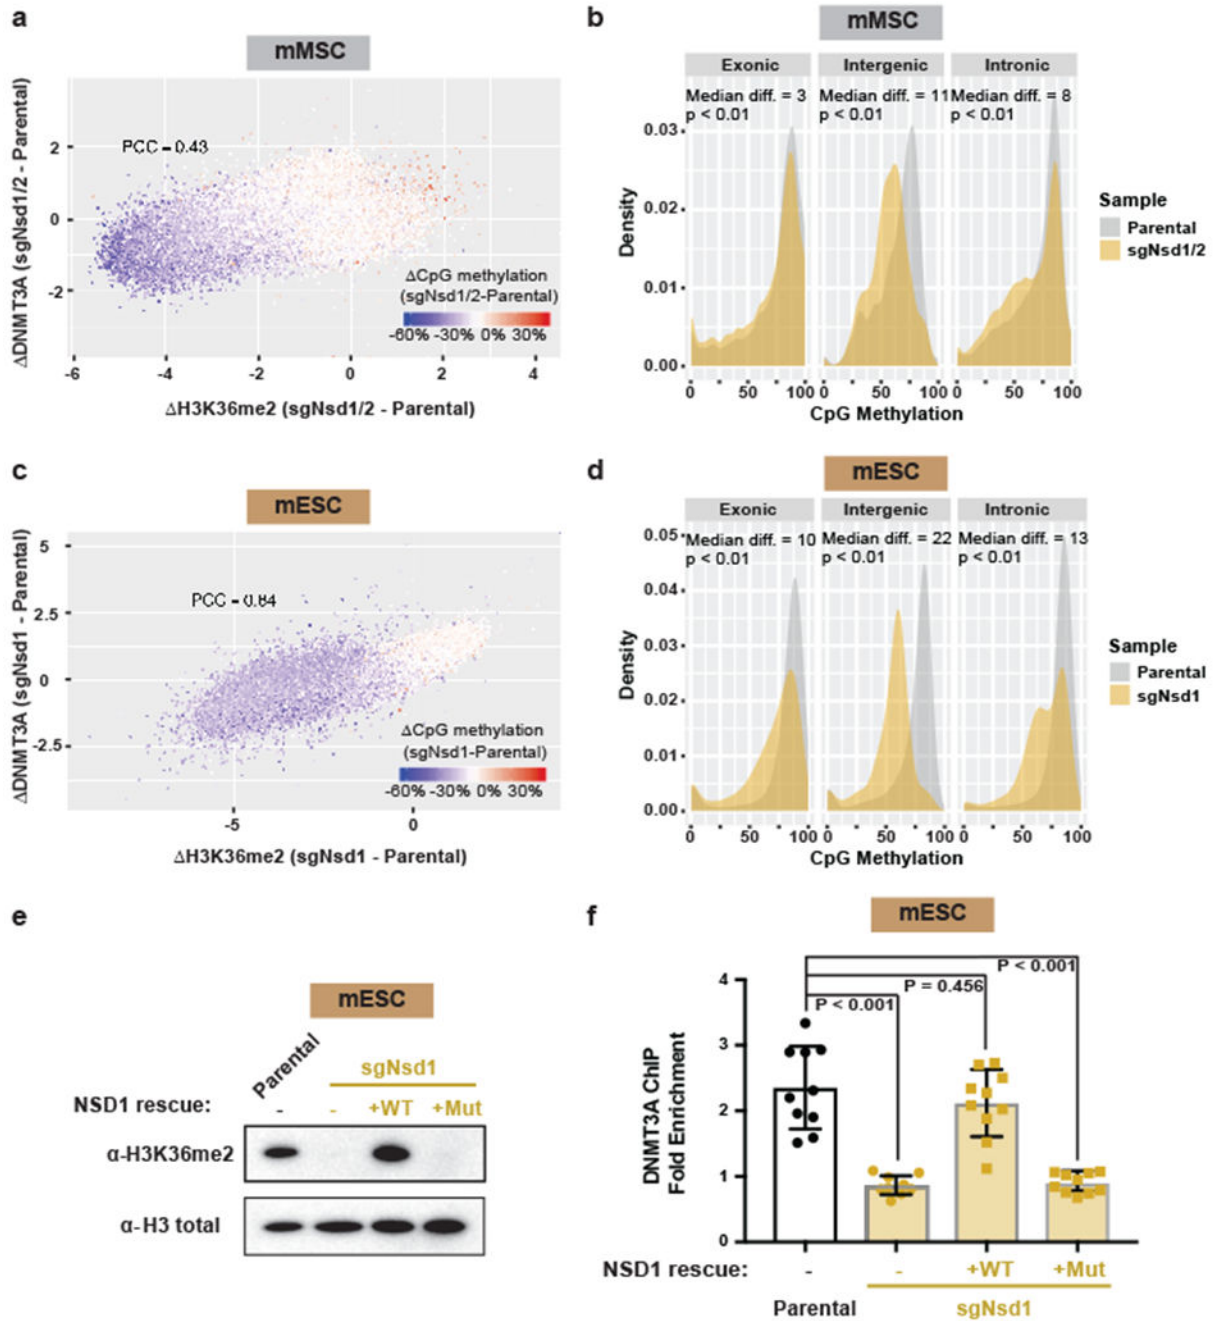 a
mMSC
PCC = 0.43
ΔDNMT3A (sgNsd1/2 - Parental)
2
0
-2
ΔCpG methylation
(sgNsd1/2-Parental)
-60% -30% 0% 30%
-6 -4 -2 0 2 4
ΔH3K36me2 (sgNsd1/2 - Parental)
b
mMSC
Exonic Intergenic Intronic
Median diff. = 3 Median diff. = 11 Median diff. = 8
p < 0.01 p < 0.01 p < 0.01
Density
0.03
0.02
0.01
0.00
0 50 100 0 50 100 0 50 100
CpG Methylation
Sample
Parental
sgNsd1/2
c
mESC
PCC = 0.64
ΔDNMT3A (sgNsd1 - Parental)
5
2.5
0
-2.5
ΔCpG methylation
(sgNsd1-Parental)
-60% -30% 0% 30%
-5 0
ΔH3K36me2 (sgNsd1 - Parental)
d
mESC
Exonic Intergenic Intronic
Median diff. = 10 Median diff. = 22 Median diff. = 13
p < 0.01 p < 0.01 p < 0.01
Density
0.05
0.04
0.03
0.02
0.01
0.00
0 50 100 0 50 100 0 50 100
CpG Methylation
Sample
Parental
sgNsd1
e
mESC
Parental
sgNsd1
NSD1 rescue: - - +WT +Mut
α-H3K36me2
α-H3 total
f
mESC
P < 0.001
P = 0.456
P < 0.001
DNMT3A ChIP
Fold Enrichment
4
3
2
1
0
NSD1 rescue: - - +WT +Mut
Parental sgNsd1